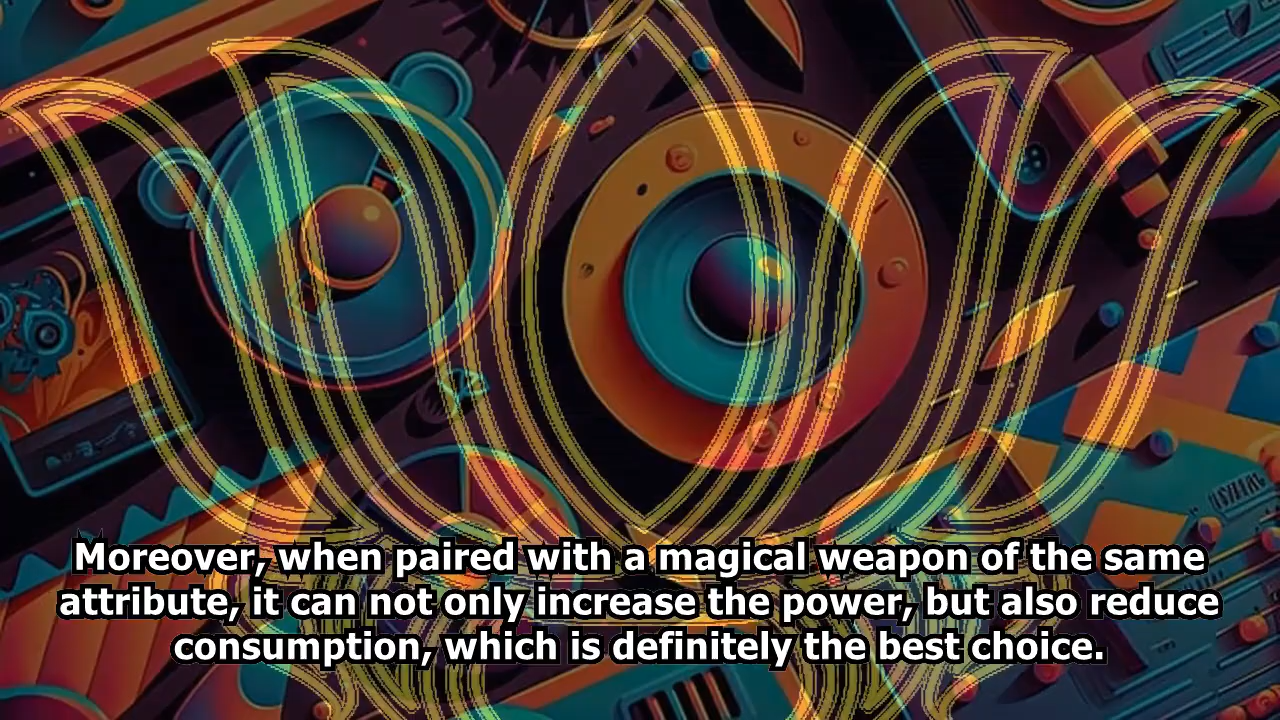 Moreover, when paired with a magical weapon of the same
attribute, it can not only increase the power, but also reduce
consumption, which is definitely the best choice.